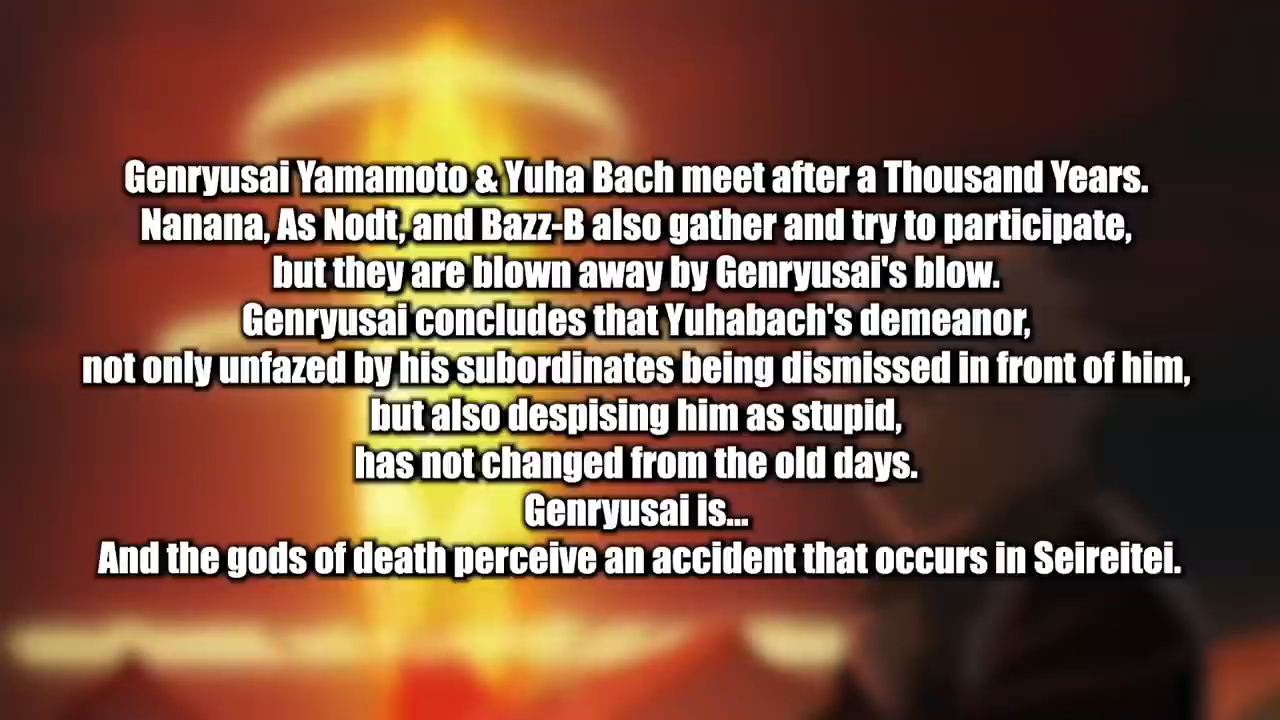 Genryusai Yamamoto & Yuha Bach meet after a Thousand Years.
Nanana, As Nodt, and Bazz-B also gather and try to participate,
but they are blown away by Genryusai's blow.
Genryusai concludes that Yuhabach's demeanor,
not only unfazed by his subordinates being dismissed in front of him,
but also despising him as stupid,
has not changed from the old days.
Genryusai is...
And the gods of death perceive an accident that occurs in Seireitei.